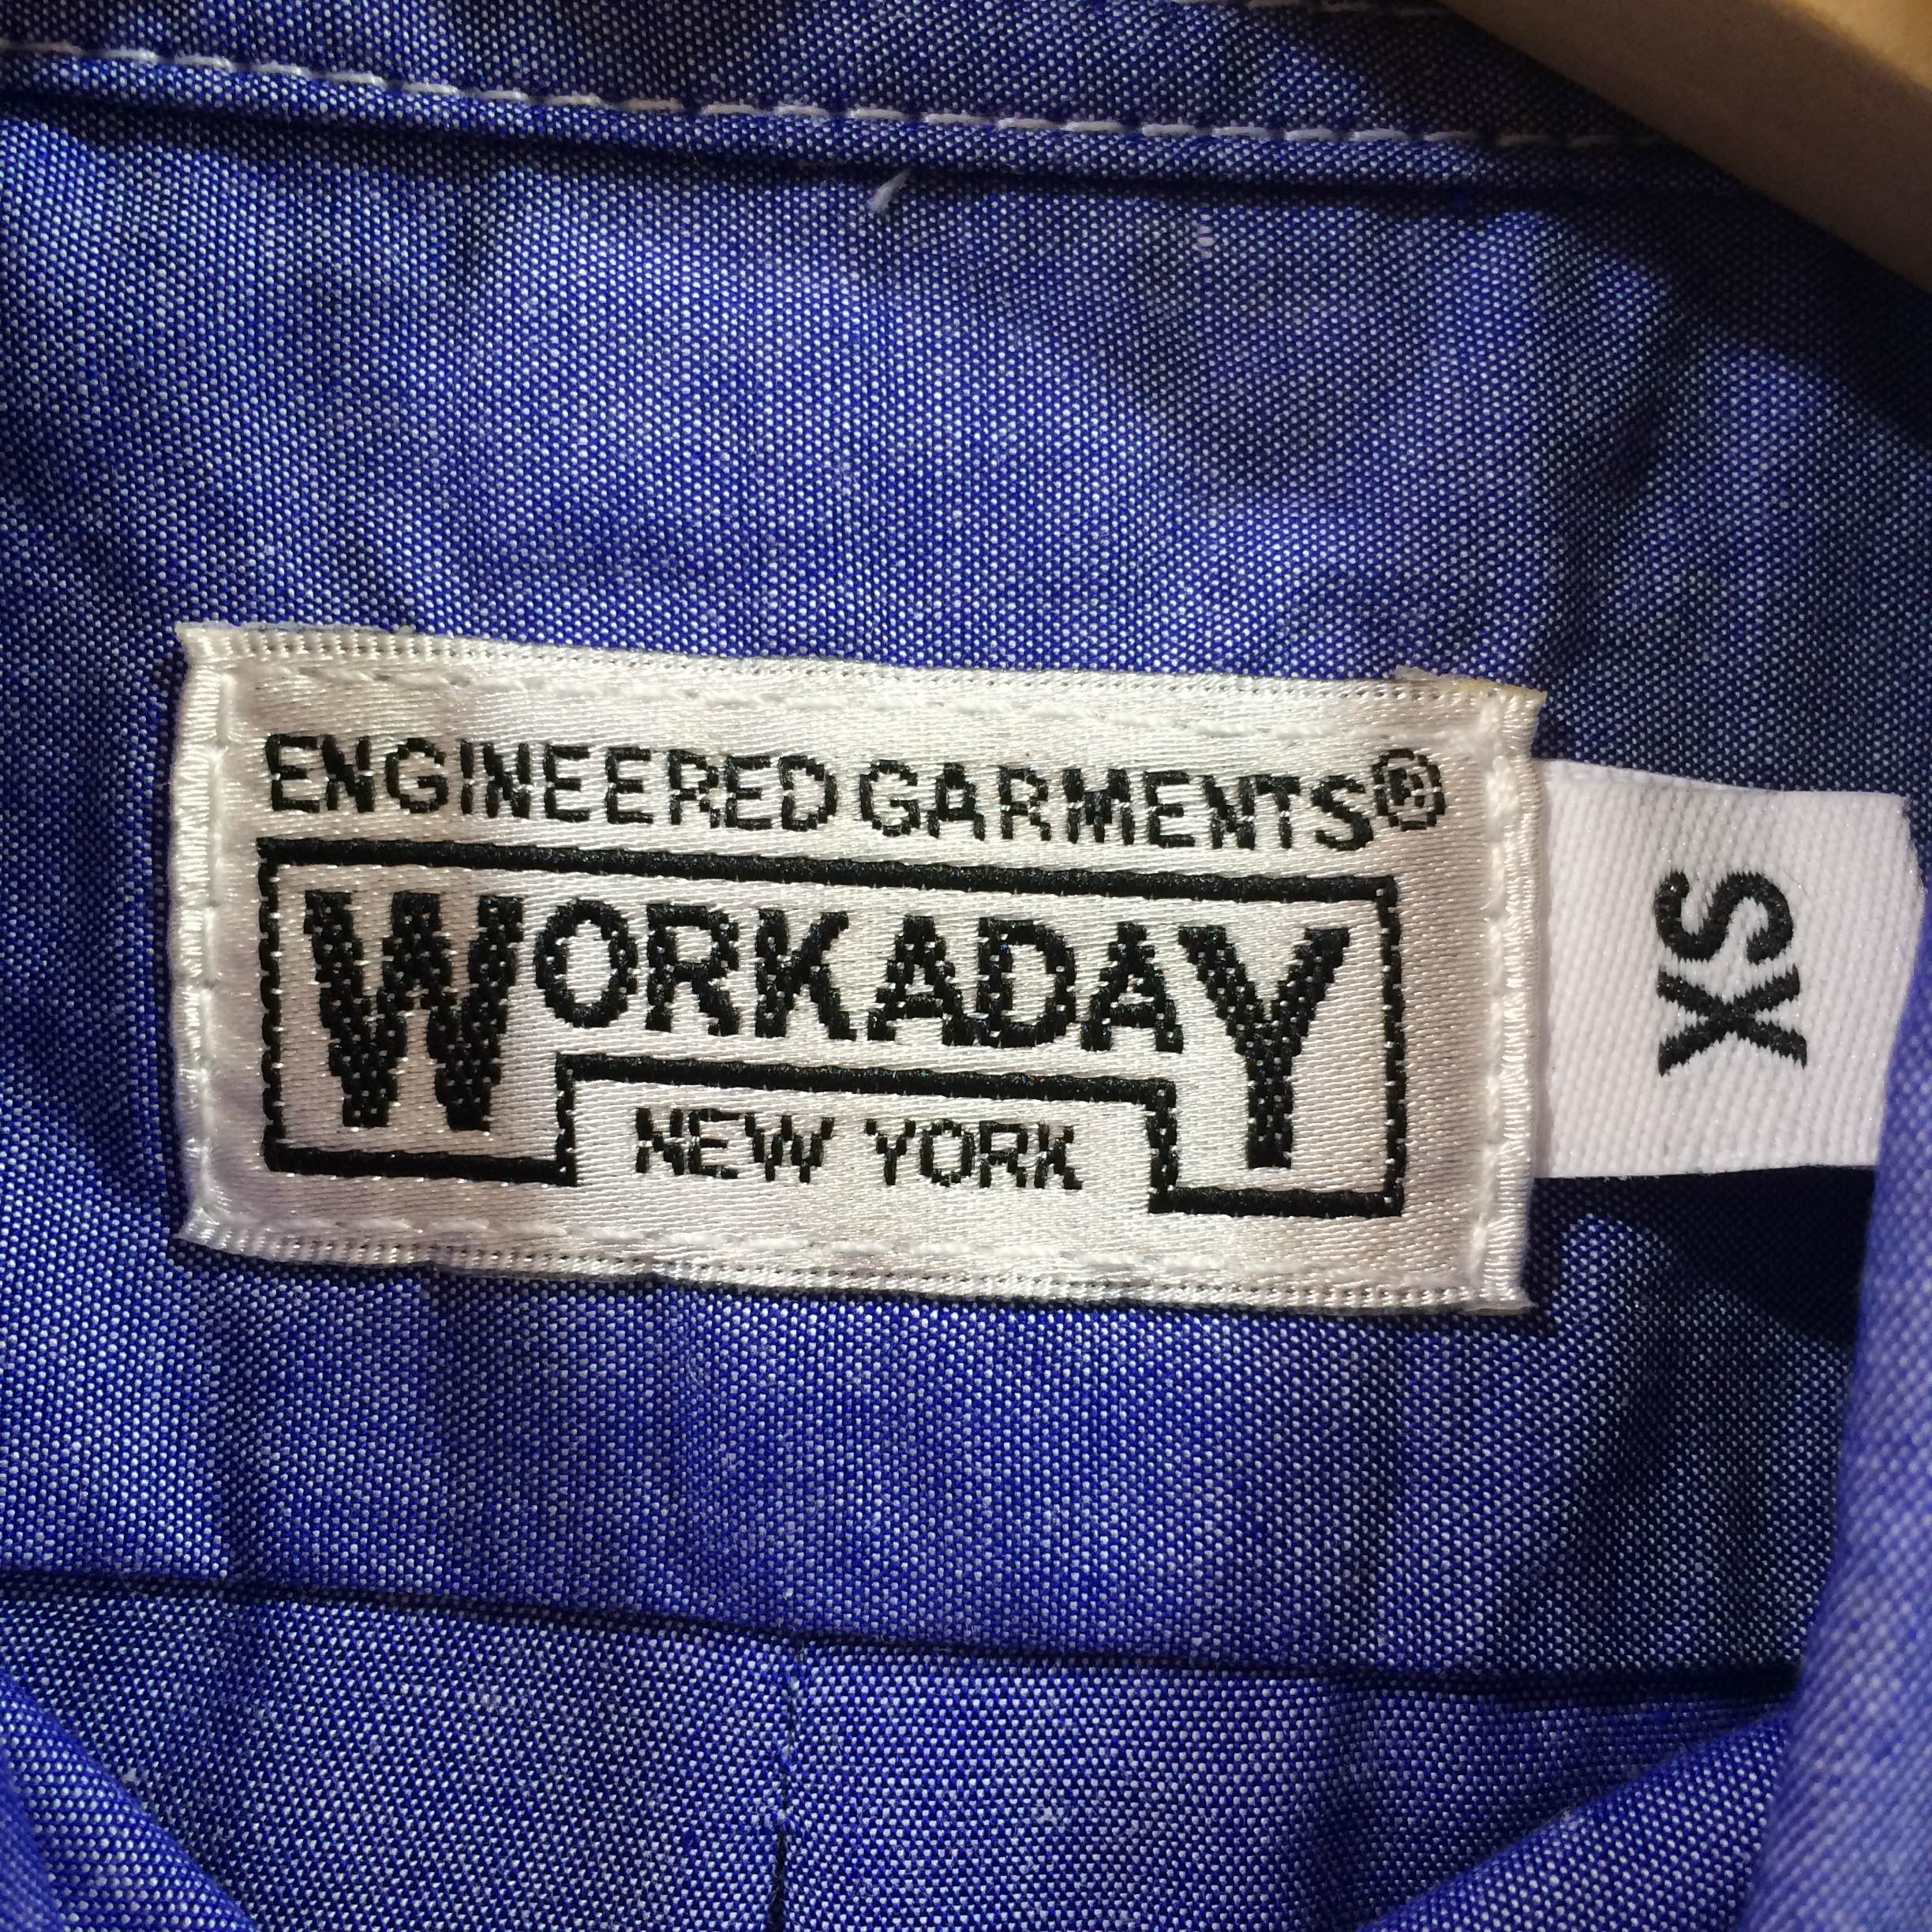 ENGINEERED GARMENTS®
WORKADAY
NEW YORK
XS